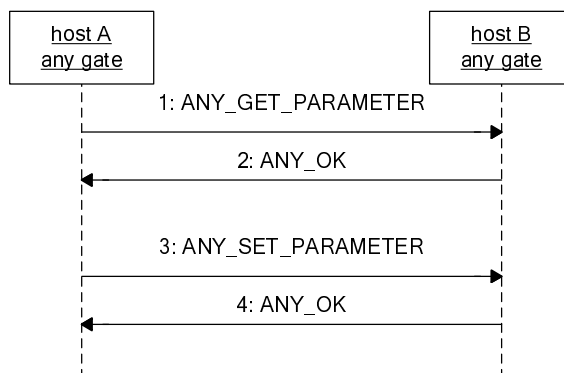 host A
any gate
host B
any gate
1: ANY_GET_PARAMETER
2: ANY_OK
3: ANY_SET_PARAMETER
4: ANY_OK